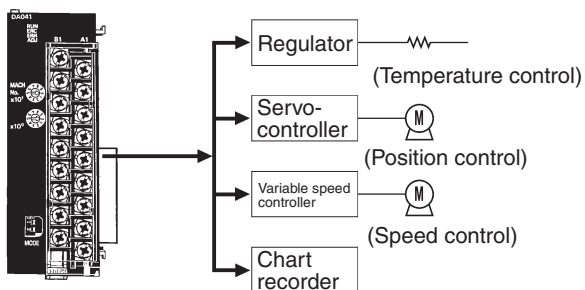 DA041
RUN
ERC
ERH
ADJ
B1 A1
MACH
No.
x10¹
x10⁰
MODE
Regulator
(Temperature control)
Servo-
controller
M
(Position control)
Variable speed
controller
M
(Speed control)
Chart
recorder